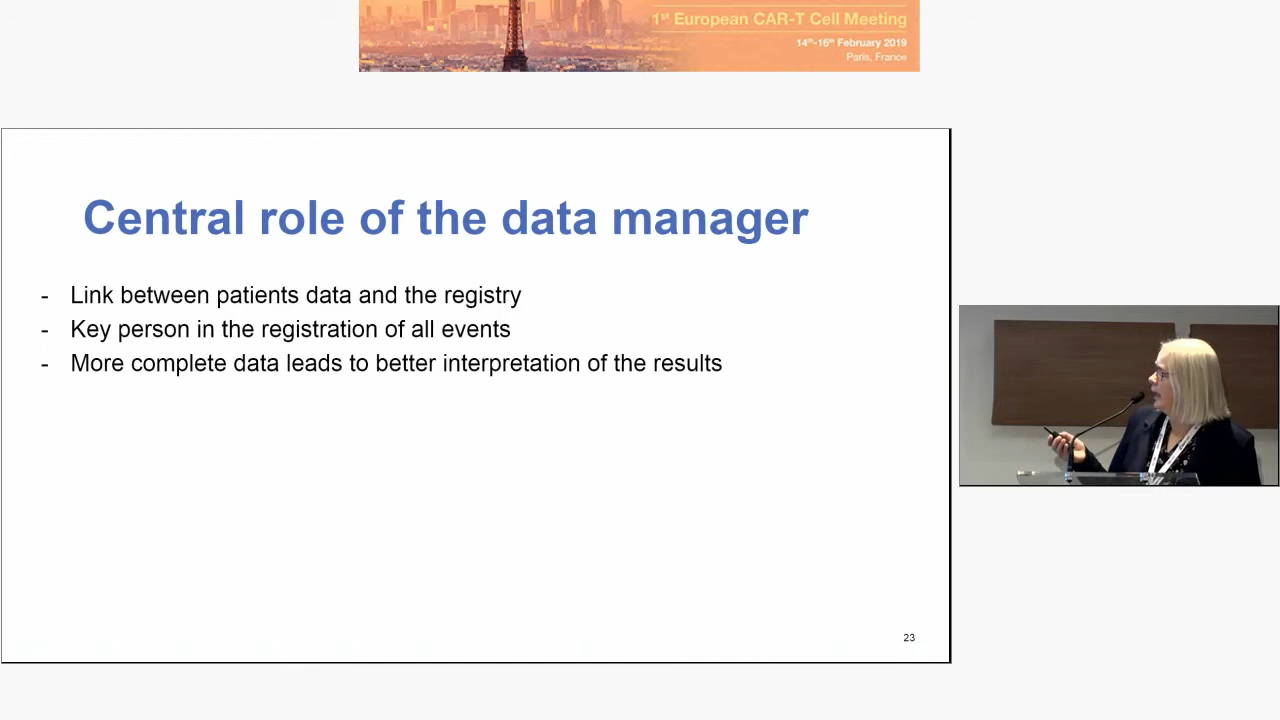 1st European CAR-T Cell Meeting
14th-16th February 2019
Paris, France
Central role of the data manager
- Link between patients data and the registry
- Key person in the registration of all events
- More complete data leads to better interpretation of the results
23